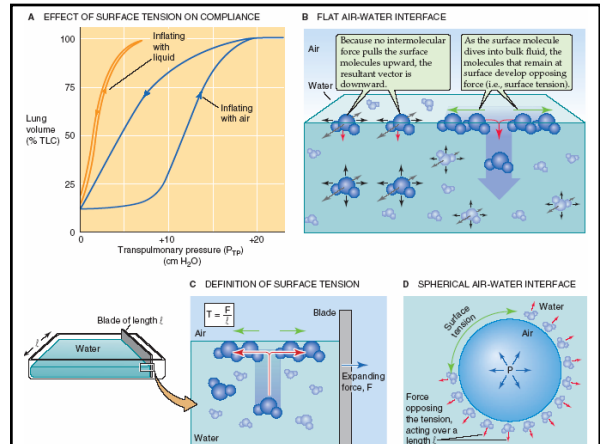 A EFFECT OF SURFACE TENSION ON COMPLIANCE
100
75
50
25
0
Lung
volume
(% TLC)
Inflating
with
liquid
Inflating
with air
0
+10
+20
Transpulmonary pressure (PTP)
(cm H2O)
B FLAT AIR-WATER INTERFACE
Air
Water
Because no intermolecular
force pulls the surface
molecules upward, the
resultant vector is
downward.
As the surface molecule
dives into bulk fluid, the
molecules that remain at
surface develop opposing
force (i.e., surface tension).
Blade of length ℓ
ℓ
Water
C DEFINITION OF SURFACE TENSION
T = F/ℓ
Air
Blade
Expanding
force, F
Water
D SPHERICAL AIR-WATER INTERFACE
Surface
tension
Water
Air
P
Force
opposing
the tension,
acting over a
length ℓ